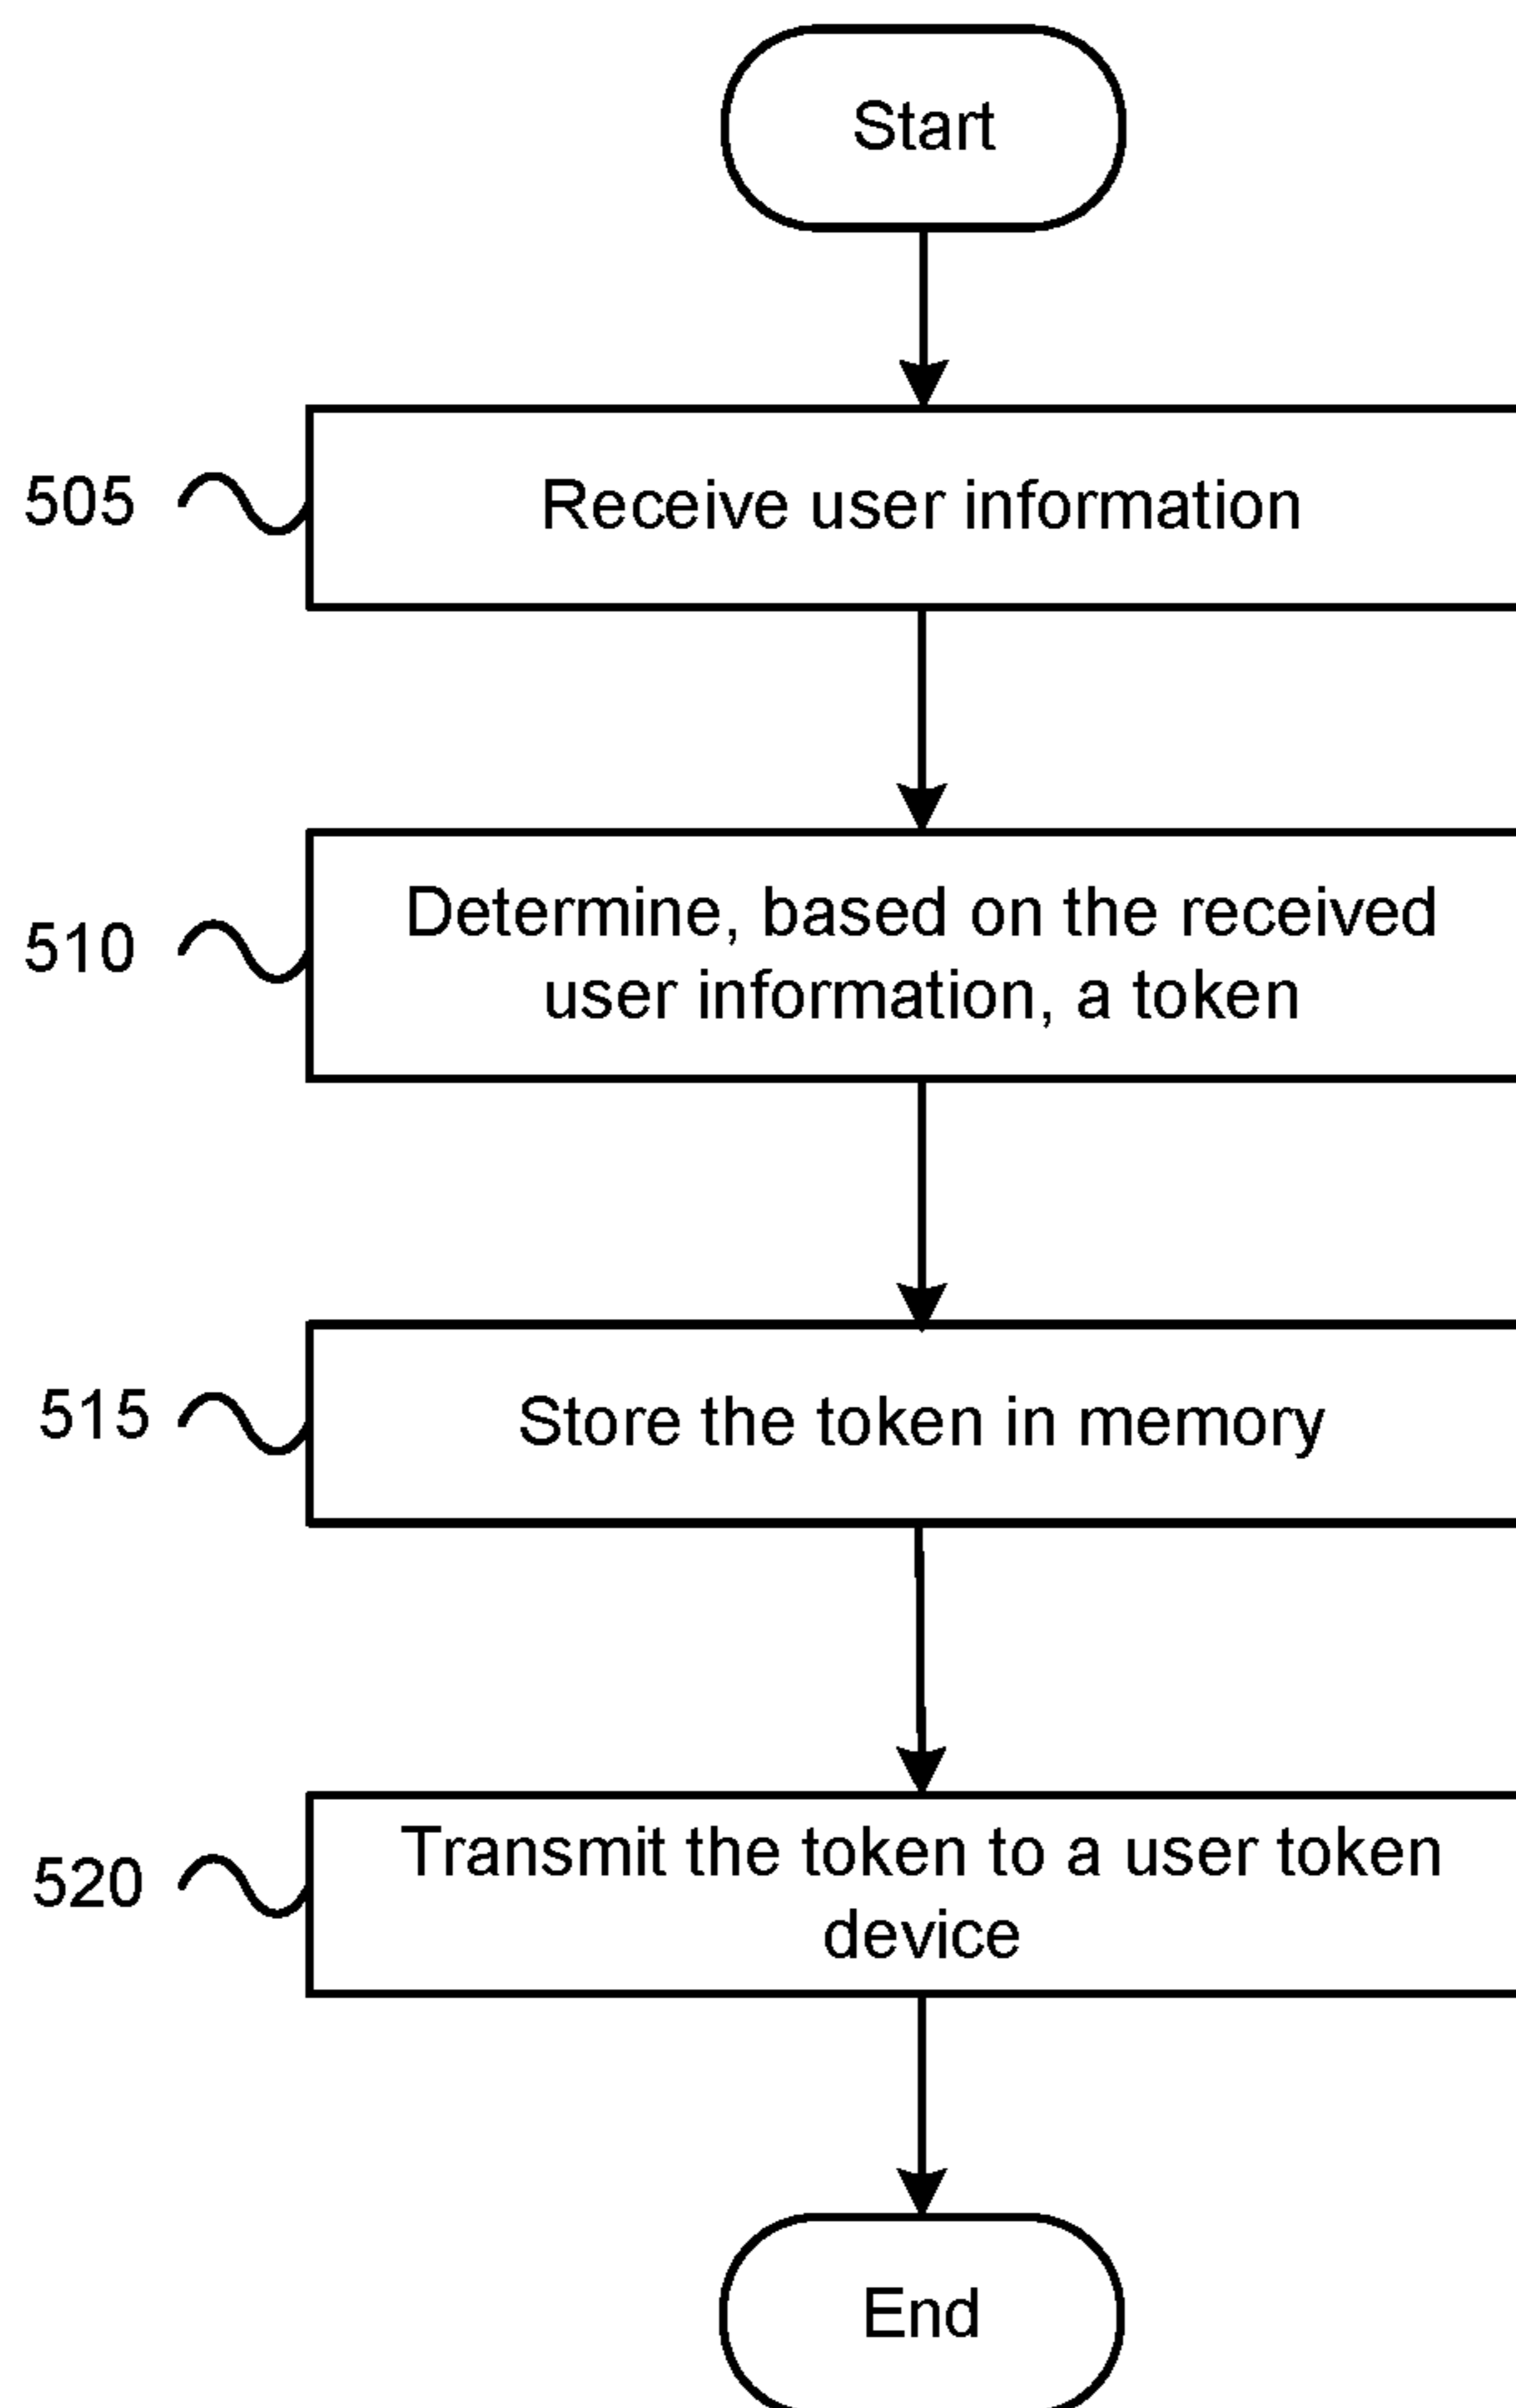 Start
505
Receive user information
510
Determine, based on the received
user information, a token
515
Store the token in memory
520
Transmit the token to a user token
device
End